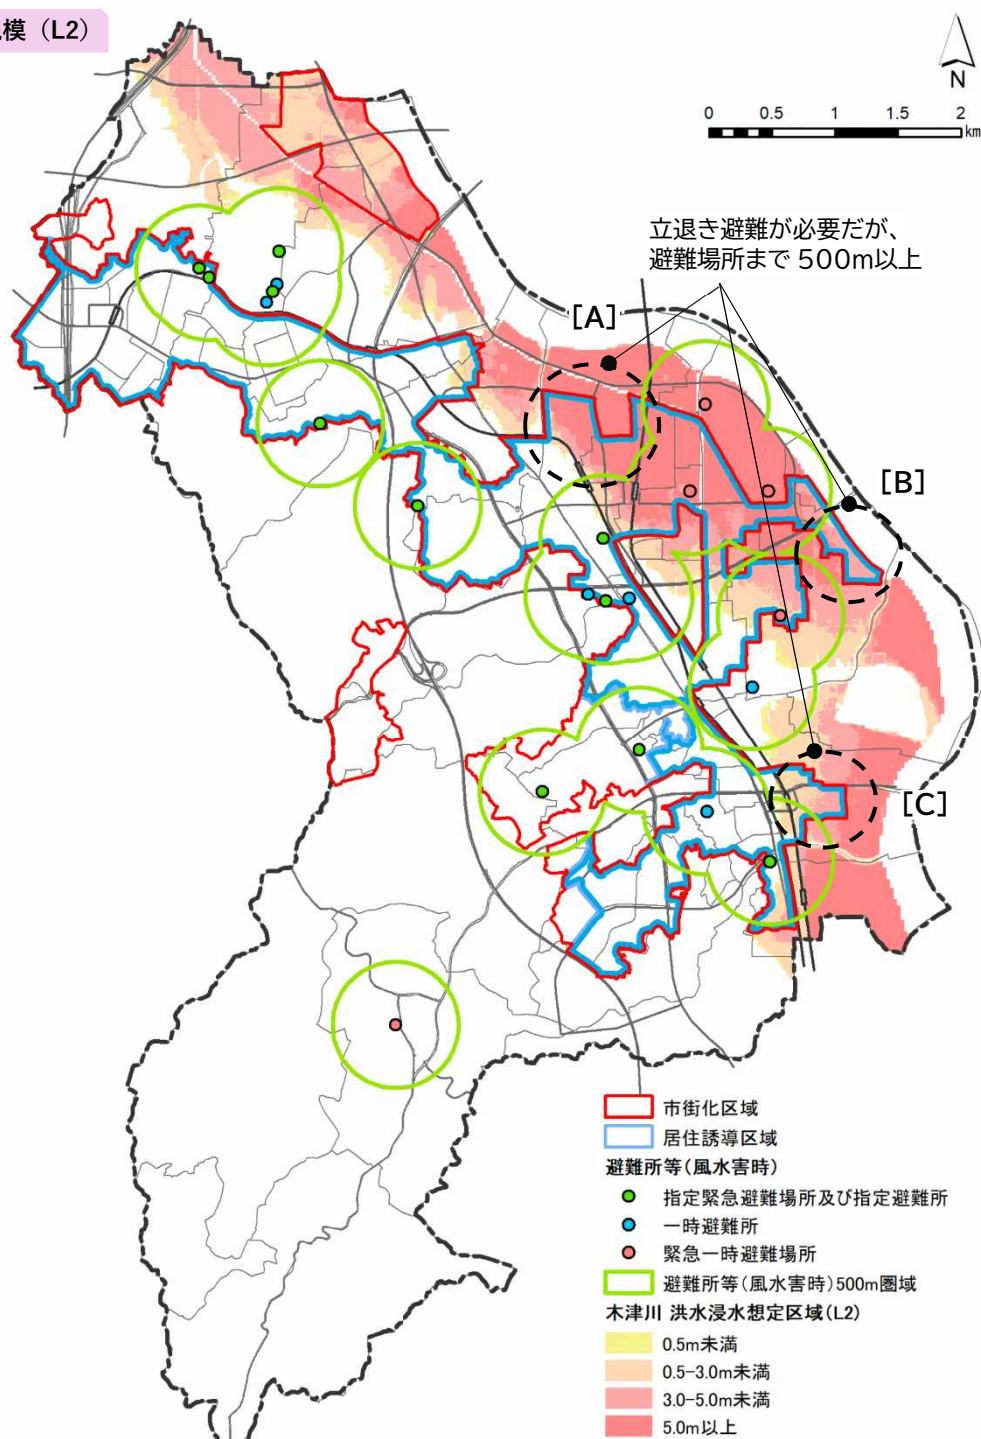 規模（L2）
N
0 0.5 1 1.5 2
km
立退き避難が必要だが、
避難場所まで 500m以上
[A]
[B]
[C]
市街化区域
居住誘導区域
避難所等(風水害時)
指定緊急避難場所及び指定避難所
一時避難所
緊急一時避難場所
避難所等(風水害時)500m圏域
木津川 洪水浸水想定区域(L2)
0.5m未満
0.5-3.0m未満
3.0-5.0m未満
5.0m以上